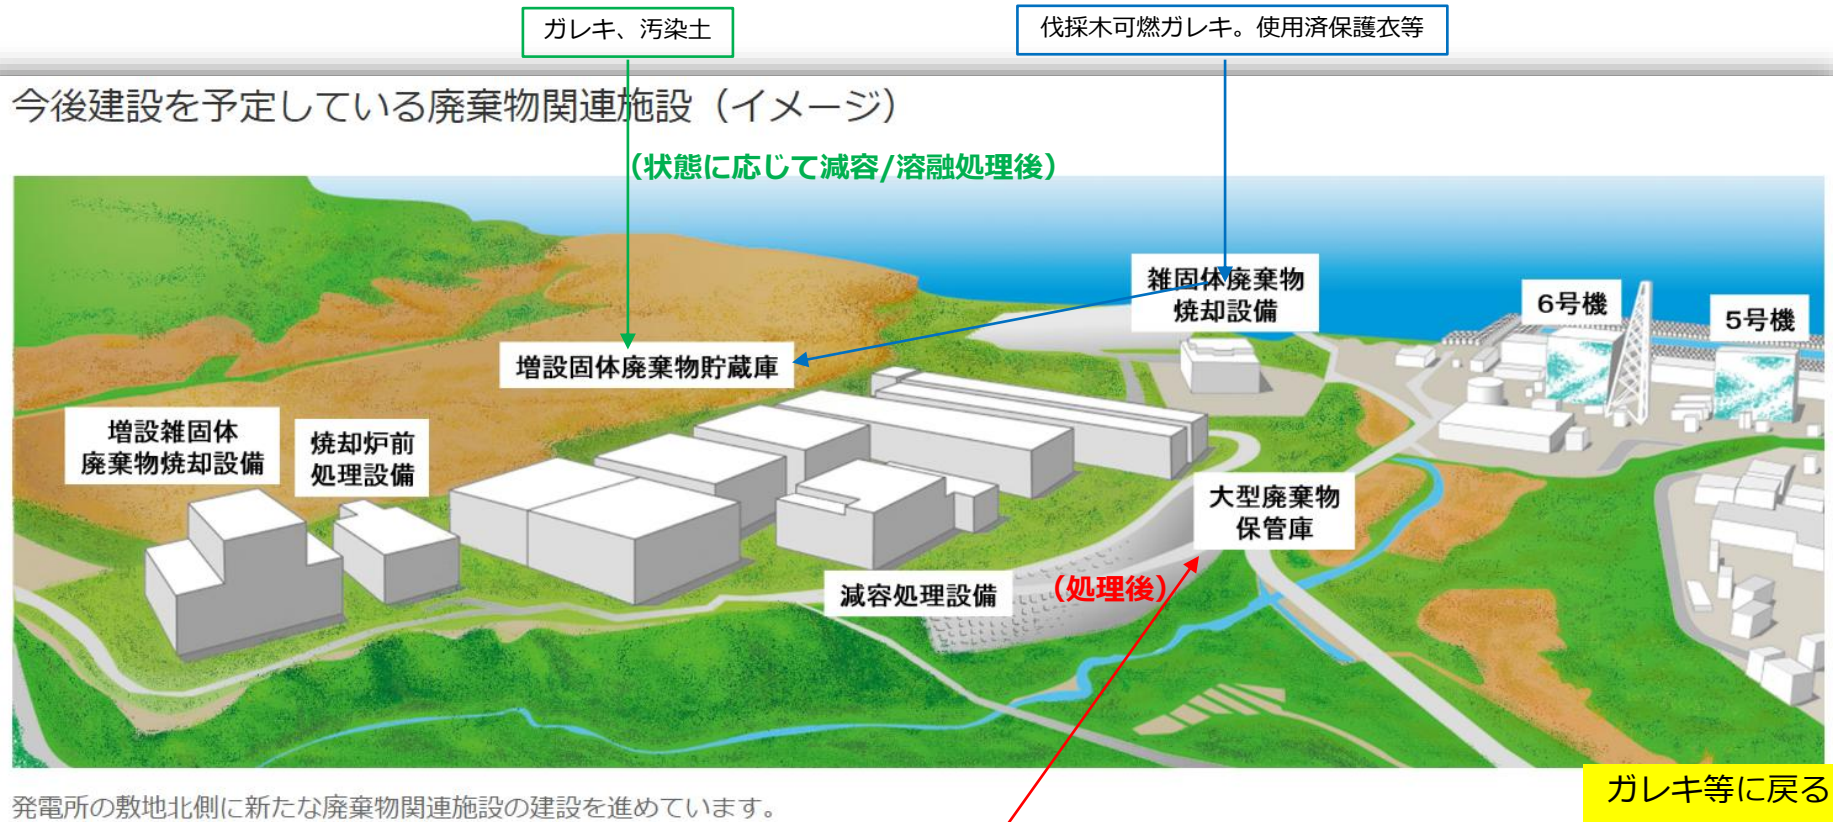 ガレキ、汚染土
伐採木可燃ガレキ。使用済保護衣等
今後建設を予定している廃棄物関連施設（イメージ）
（状態に応じて減容/溶融処理後）
雑固体廃棄物
焼却設備
6号機
5号機
増設固体廃棄物貯蔵庫
増設雑固体
廃棄物焼却設備
焼却炉前
処理設備
大型廃棄物
保管庫
減容処理設備
（処理後）
ガレキ等に戻る
発電所の敷地北側に新たな廃棄物関連施設の建設を進めています。